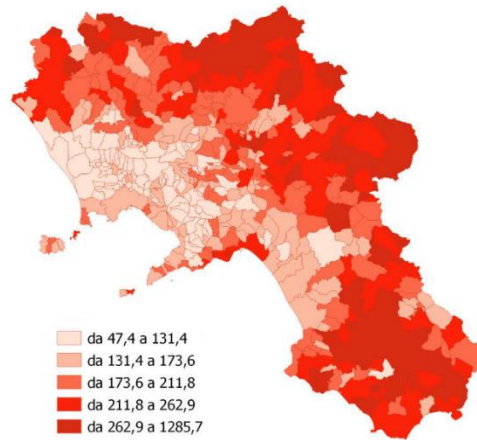 da 47,4 a 131,4
da 131,4 a 173,6
da 173,6 a 211,8
da 211,8 a 262,9
da 262,9 a 1285,7